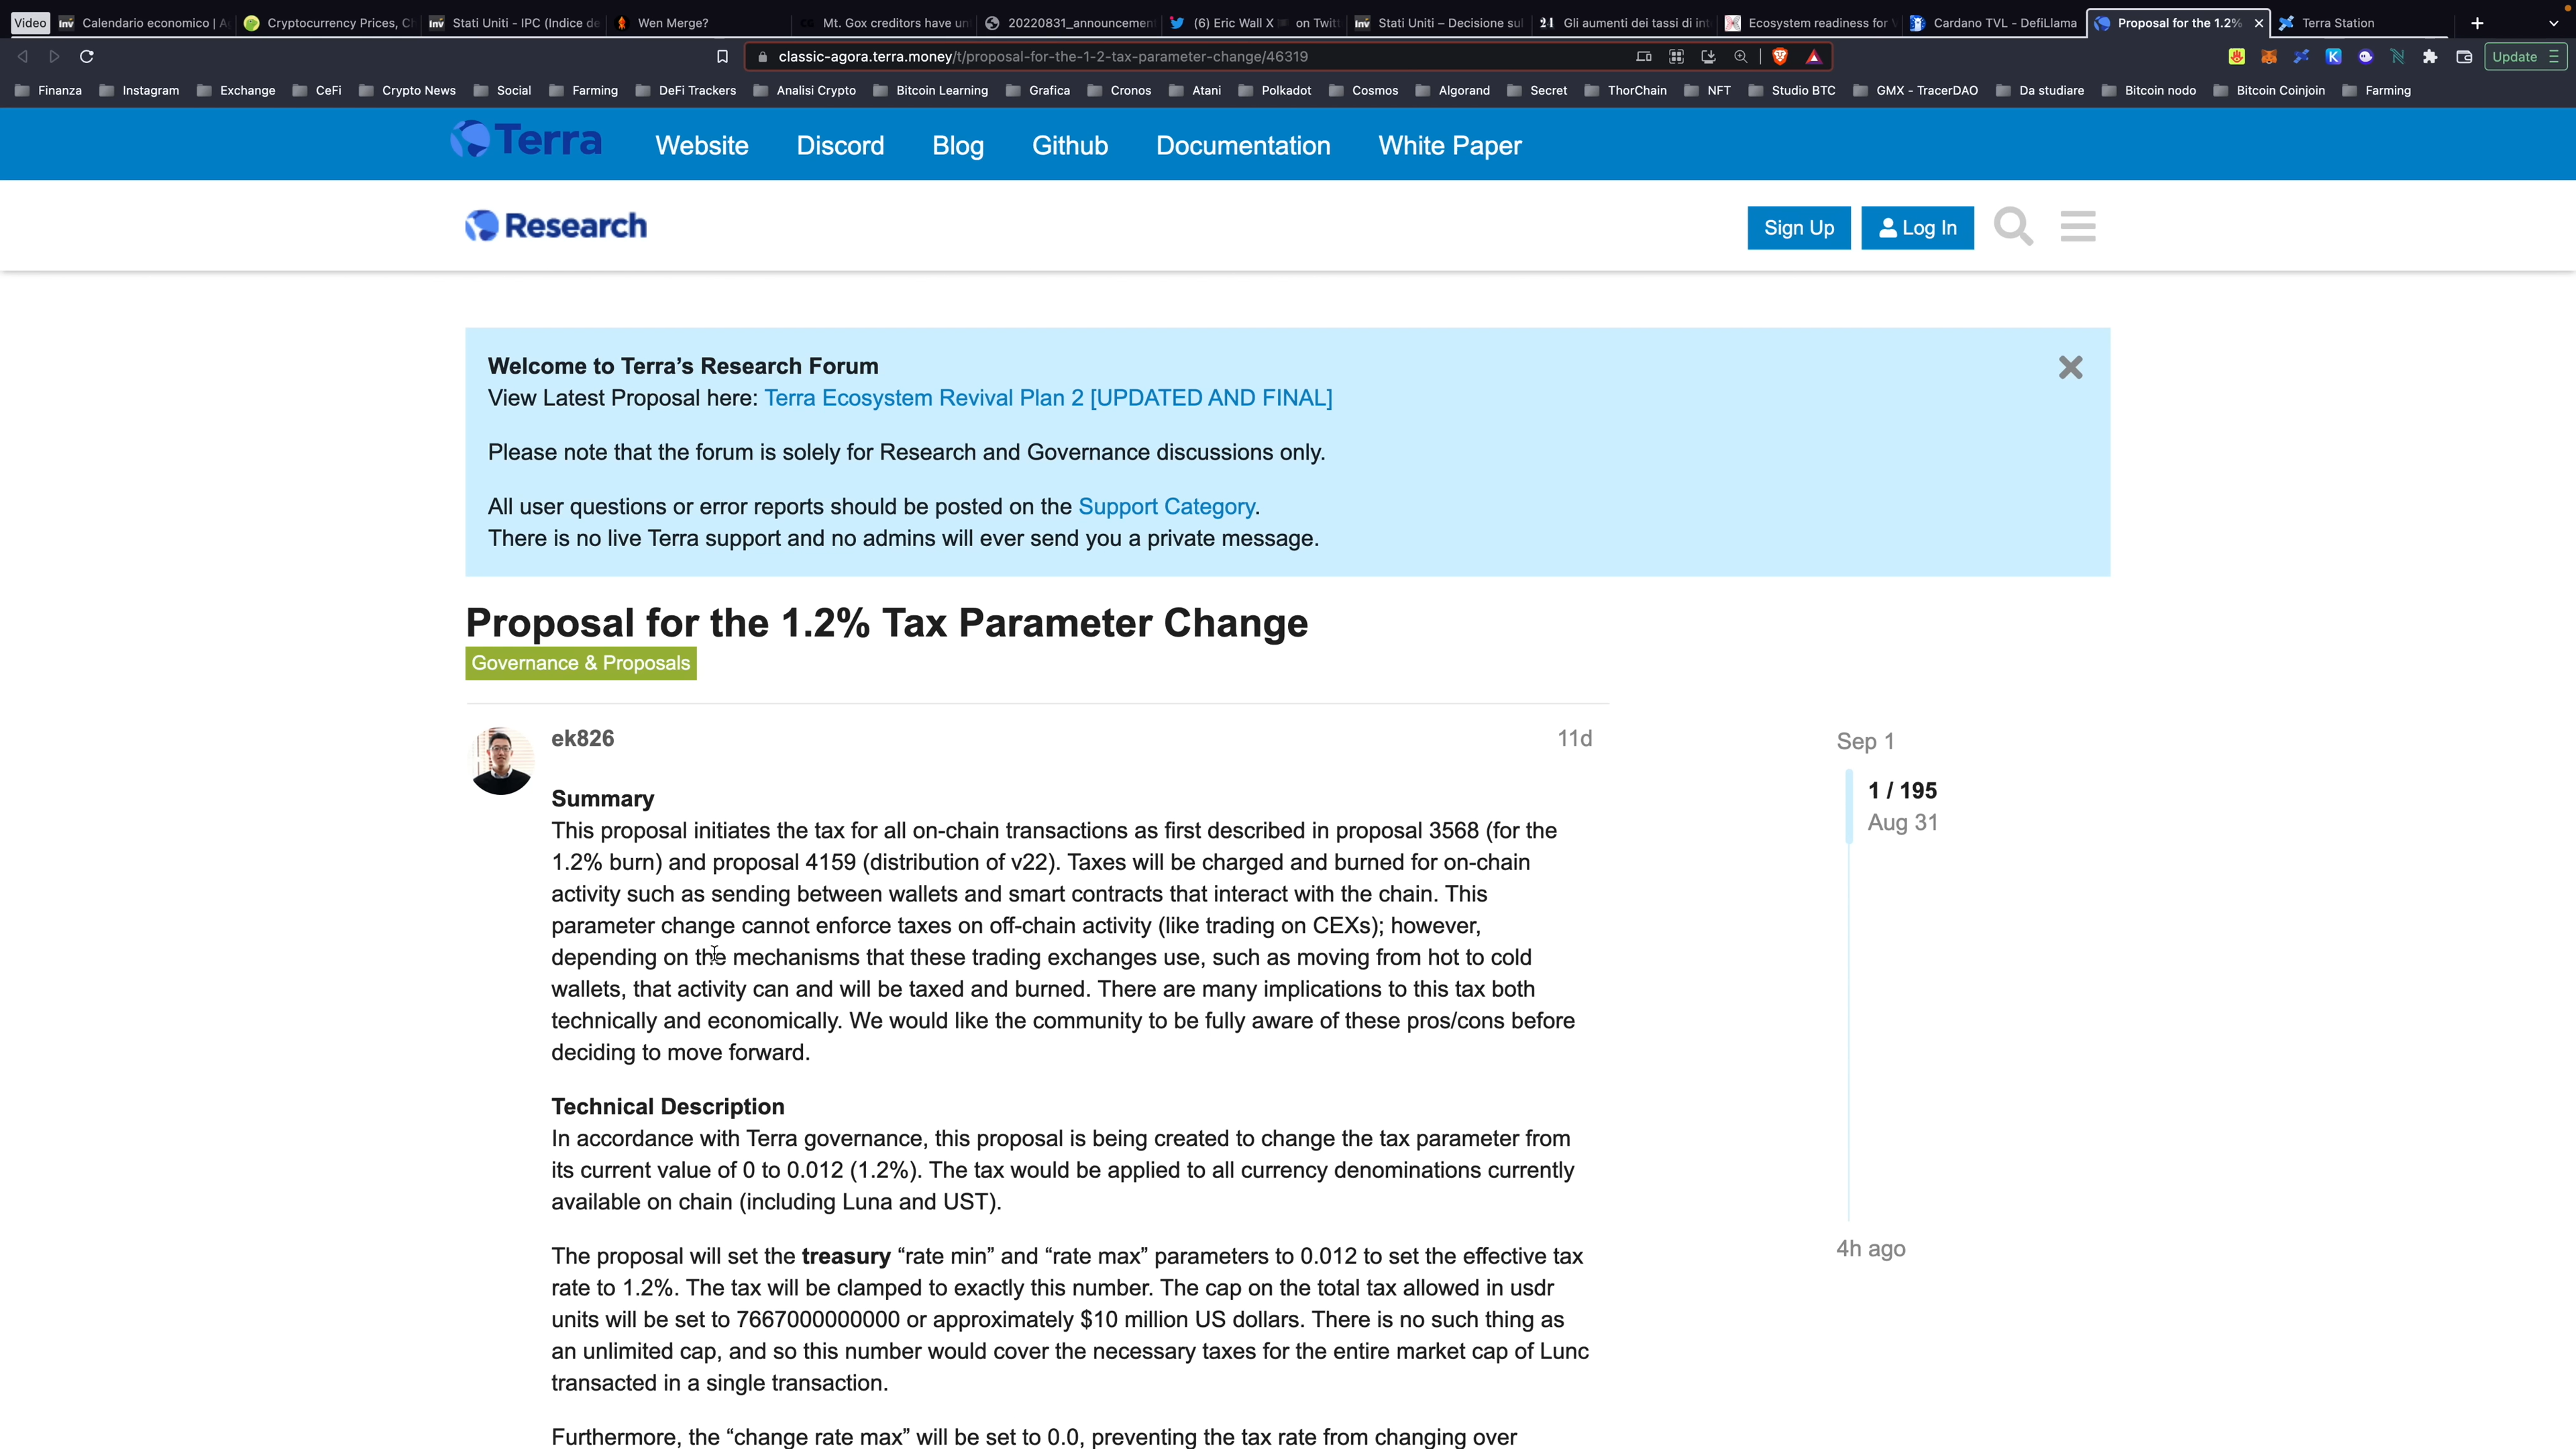 Video
Calendario economico | A
Cryptocurrency Prices, C
Stati Uniti - IPC (Indice de
Wen Merge?
Mt. Gox creditors have un
20220831_announcemen
(6) Eric Wall X on Twit
Stati Uniti – Decisione su
Gli aumenti dei tassi di in
Ecosystem readiness for
Cardano TVL - DefiLlama
Proposal for the 1.2%
Terra Station
classic-agora.terra.money/t/proposal-for-the-1-2-tax-parameter-change/46319
Update
Finanza Instagram Exchange CeFi Crypto News Social Farming DeFi Trackers Analisi Crypto Bitcoin Learning Grafica Cronos Atani Polkadot Cosmos Algorand Secret ThorChain NFT Studio BTC GMX - TracerDAO Da studiare Bitcoin nodo Bitcoin Coinjoin Farming
Terra Website Discord Blog Github Documentation White Paper
Research
Sign Up Log In
Welcome to Terra’s Research Forum
View Latest Proposal here: Terra Ecosystem Revival Plan 2 [UPDATED AND FINAL]
Please note that the forum is solely for Research and Governance discussions only.
All user questions or error reports should be posted on the Support Category.
There is no live Terra support and no admins will ever send you a private message.
Proposal for the 1.2% Tax Parameter Change
Governance & Proposals
ek826
11d
Summary
This proposal initiates the tax for all on-chain transactions as first described in proposal 3568 (for the
1.2% burn) and proposal 4159 (distribution of v22). Taxes will be charged and burned for on-chain
activity such as sending between wallets and smart contracts that interact with the chain. This
parameter change cannot enforce taxes on off-chain activity (like trading on CEXs); however,
depending on the mechanisms that these trading exchanges use, such as moving from hot to cold
wallets, that activity can and will be taxed and burned. There are many implications to this tax both
technically and economically. We would like the community to be fully aware of these pros/cons before
deciding to move forward.
Technical Description
In accordance with Terra governance, this proposal is being created to change the tax parameter from
its current value of 0 to 0.012 (1.2%). The tax would be applied to all currency denominations currently
available on chain (including Luna and UST).
The proposal will set the treasury “rate min” and “rate max” parameters to 0.012 to set the effective tax
rate to 1.2%. The tax will be clamped to exactly this number. The cap on the total tax allowed in usdr
units will be set to 7667000000000 or approximately $10 million US dollars. There is no such thing as
an unlimited cap, and so this number would cover the necessary taxes for the entire market cap of Lunc
transacted in a single transaction.
Furthermore, the “change rate max” will be set to 0.0, preventing the tax rate from changing over
Sep 1
1 / 195
Aug 31
4h ago